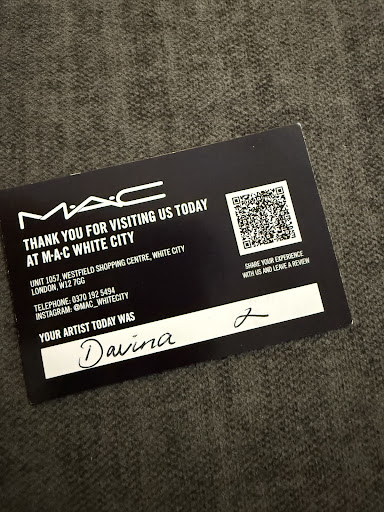 M·A·C
THANK YOU FOR VISITING US TODAY
AT M·A·C WHITE CITY
UNIT 1057, WESTFIELD SHOPPING CENTRE, WHITE CITY
LONDON, W12 7GG
TELEPHONE: 0370 192 5494
INSTAGRAM: @MAC_WHITECITY
SHARE YOUR EXPERIENCE
WITH US AND LEAVE A REVIEW
YOUR ARTIST TODAY WAS
Davina